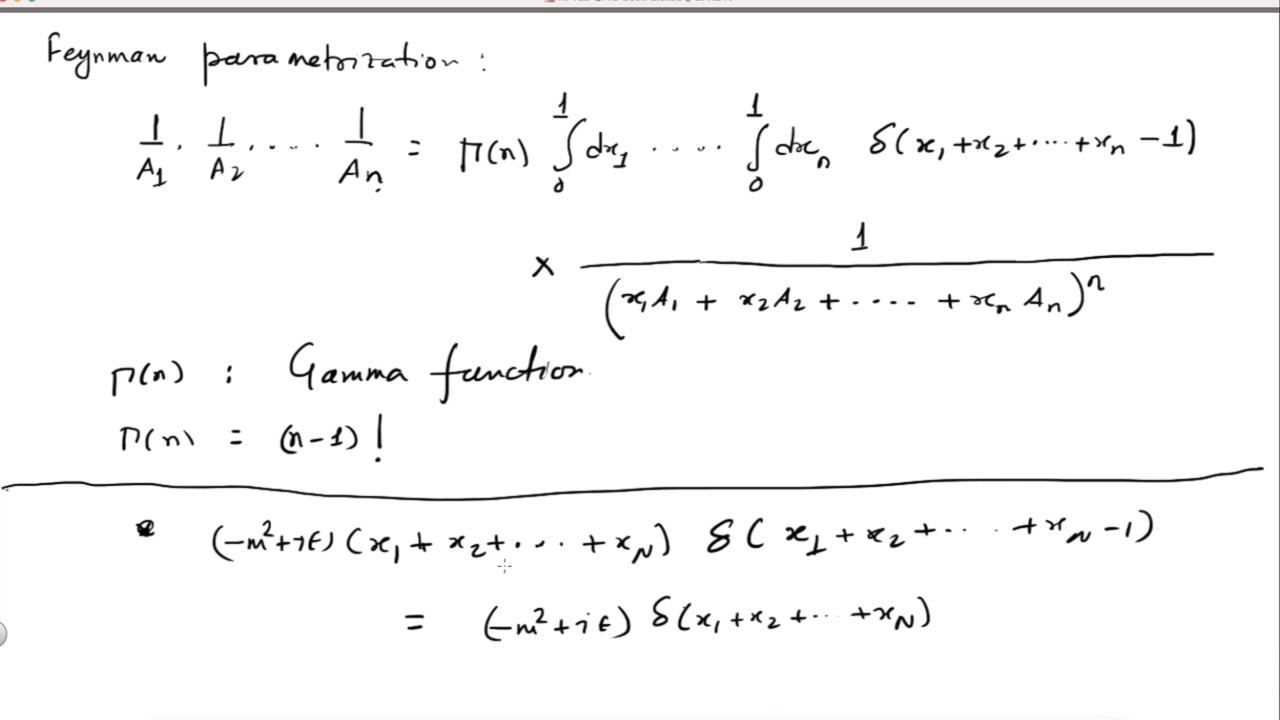 Feynman parametrization :
1/A₁ · 1/A₂ ..... 1/Aₙ = Γ(n) ∫₀¹ dx₁ ..... ∫₀¹ dxₙ δ(x₁ + x₂ + ... + xₙ − 1)
× 1/(x₁A₁ + x₂A₂ + .... + xₙAₙ)ⁿ
Γ(n) : Gamma function
Γ(n) = (n−1)!
(−m² + iε)(x₁ + x₂ + ... + x_N) δ(x₁ + x₂ + ... + x_N − 1)
= (−m² + iε) δ(x₁ + x₂ + ... + x_N)